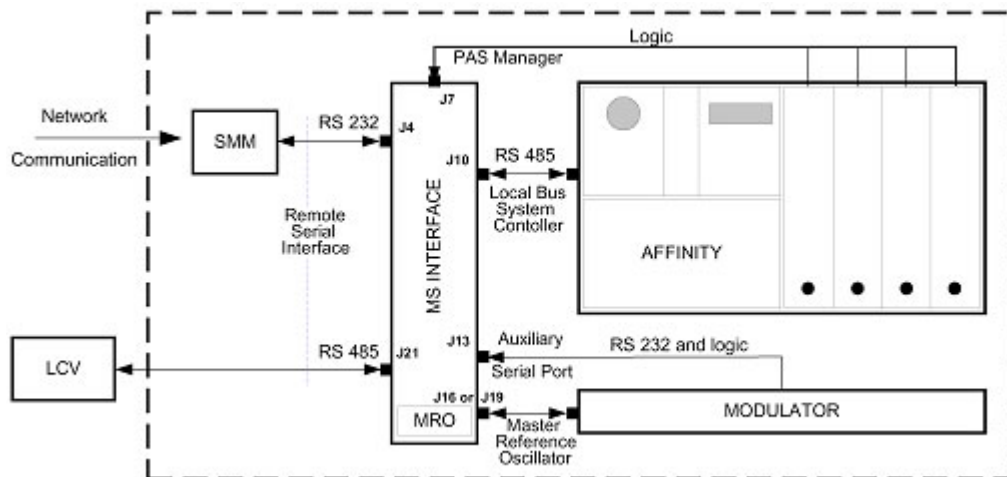 Logic
PAS Manager
J7
Network
Communication
SMM
RS 232
J4
J10
RS 485
Local Bus
System
Contoller
Remote
Serial
Interface
MS INTERFACE
AFFINITY
LCV
RS 485
J21
J13
Auxiliary
Serial Port
RS 232 and logic
J16 or J19
MRO
Master
Reference
Oscillator
MODULATOR